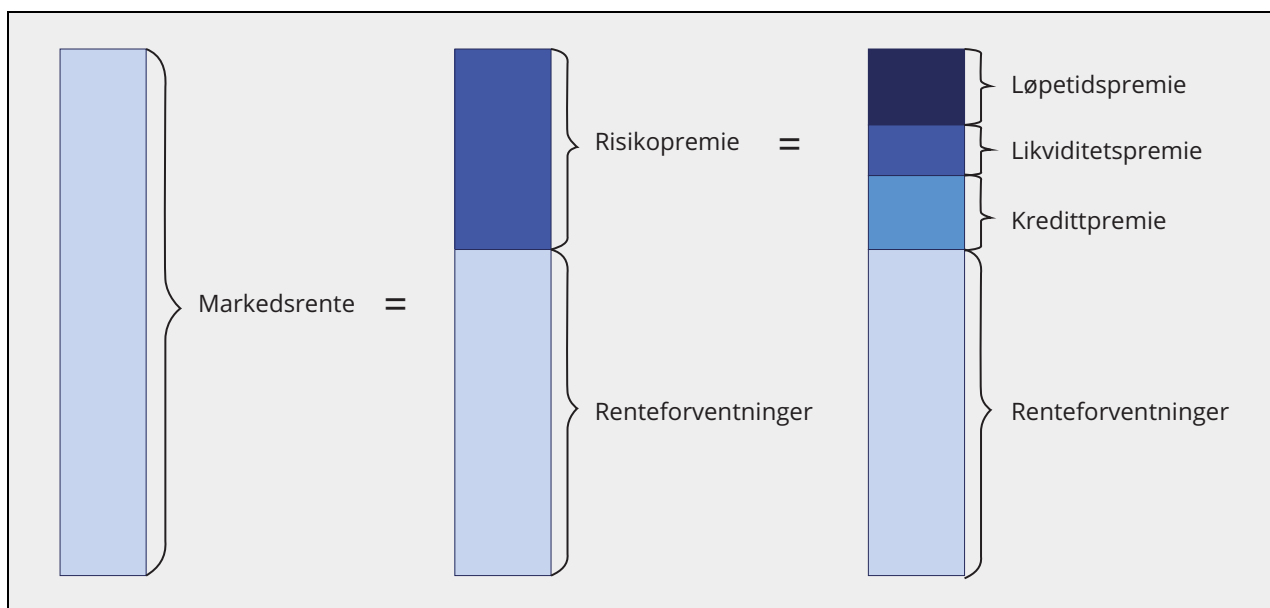 Markedsrente
=
Risikopremie
=
Renteforventninger
Løpetidspremie
Likviditetspremie
Kredittpremie
Renteforventninger